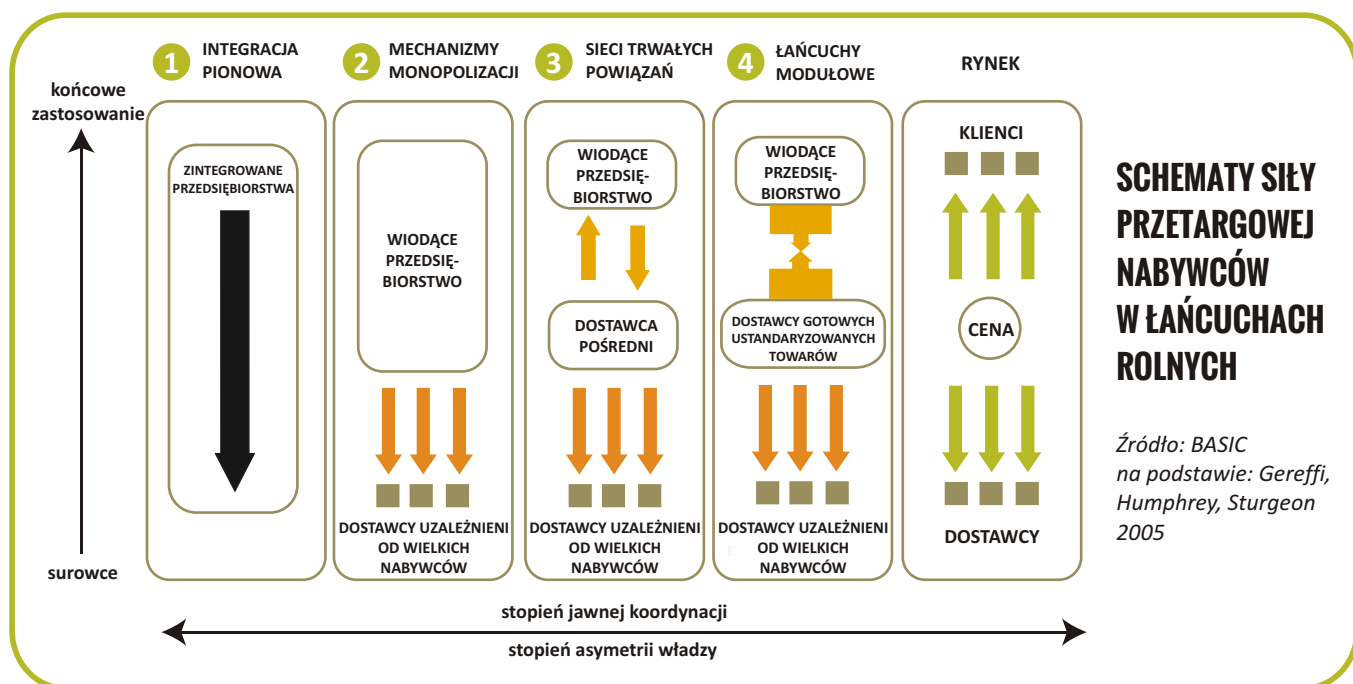 1
INTEGRACJA
PIONOWA
2
MECHANIZMY
MONOPOLIZACJI
3
SIECI TRWAŁYCH
POWIĄZAŃ
4
ŁAŃCUCHY
MODUŁOWE
RYNEK
końcowe
zastosowanie
surowce
ZINTEGROWANE
PRZEDSIĘBIORSTWA
WIODĄCE
PRZEDSIĘ-
BIORSTWO
DOSTAWCY UZALEŻNIENI
OD WIELKICH
NABYWCÓW
WIODĄCE
PRZEDSIĘ-
BIORSTWO
DOSTAWCA
POŚREDNI
DOSTAWCY UZALEŻNIENI
OD WIELKICH
NABYWCÓW
WIODĄCE
PRZEDSIĘ-
BIORSTWO
DOSTAWCY GOTOWYCH
USTANDARYZOWANYCH
TOWARÓW
DOSTAWCY UZALEŻNIENI
OD WIELKICH
NABYWCÓW
KLIENCI
CENA
DOSTAWCY
stopień jawnej koordynacji
stopień asymetrii władzy
SCHEMATY SIŁY
PRZETARGOWEJ
NABYWCÓW
W ŁAŃCUCHACH
ROLNYCH
Źródło: BASIC
na podstawie: Gereffi,
Humphrey, Sturgeon
2005